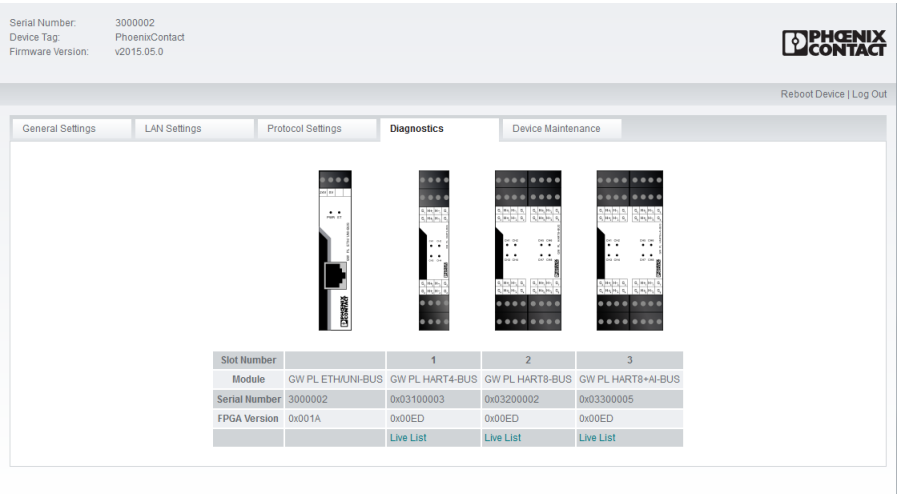 Serial Number: 3000002
Device Tag: PhoenixContact
Firmware Version: v2015.05.0
PHŒNIX
CONTACT
Reboot Device | Log Out
General Settings LAN Settings Protocol Settings Diagnostics Device Maintenance
Slot Number 1 2 3
Module GW PL ETH/UNI-BUS GW PL HART4-BUS GW PL HART8-BUS GW PL HART8+AI-BUS
Serial Number 3000002 0x03100003 0x03200002 0x03300005
FPGA Version 0x001A 0x00ED 0x00ED 0x00ED
Live List Live List Live List